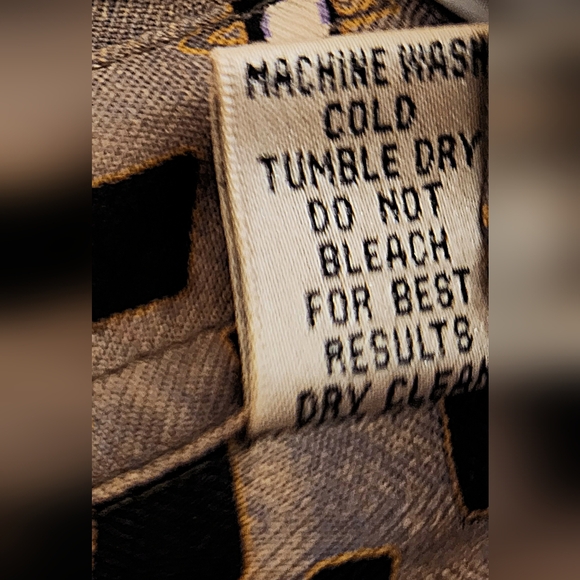 MACHINE WASH
COLD
TUMBLE DRY
DO NOT
BLEACH
FOR BEST
RESULTS
DRY CLEAN